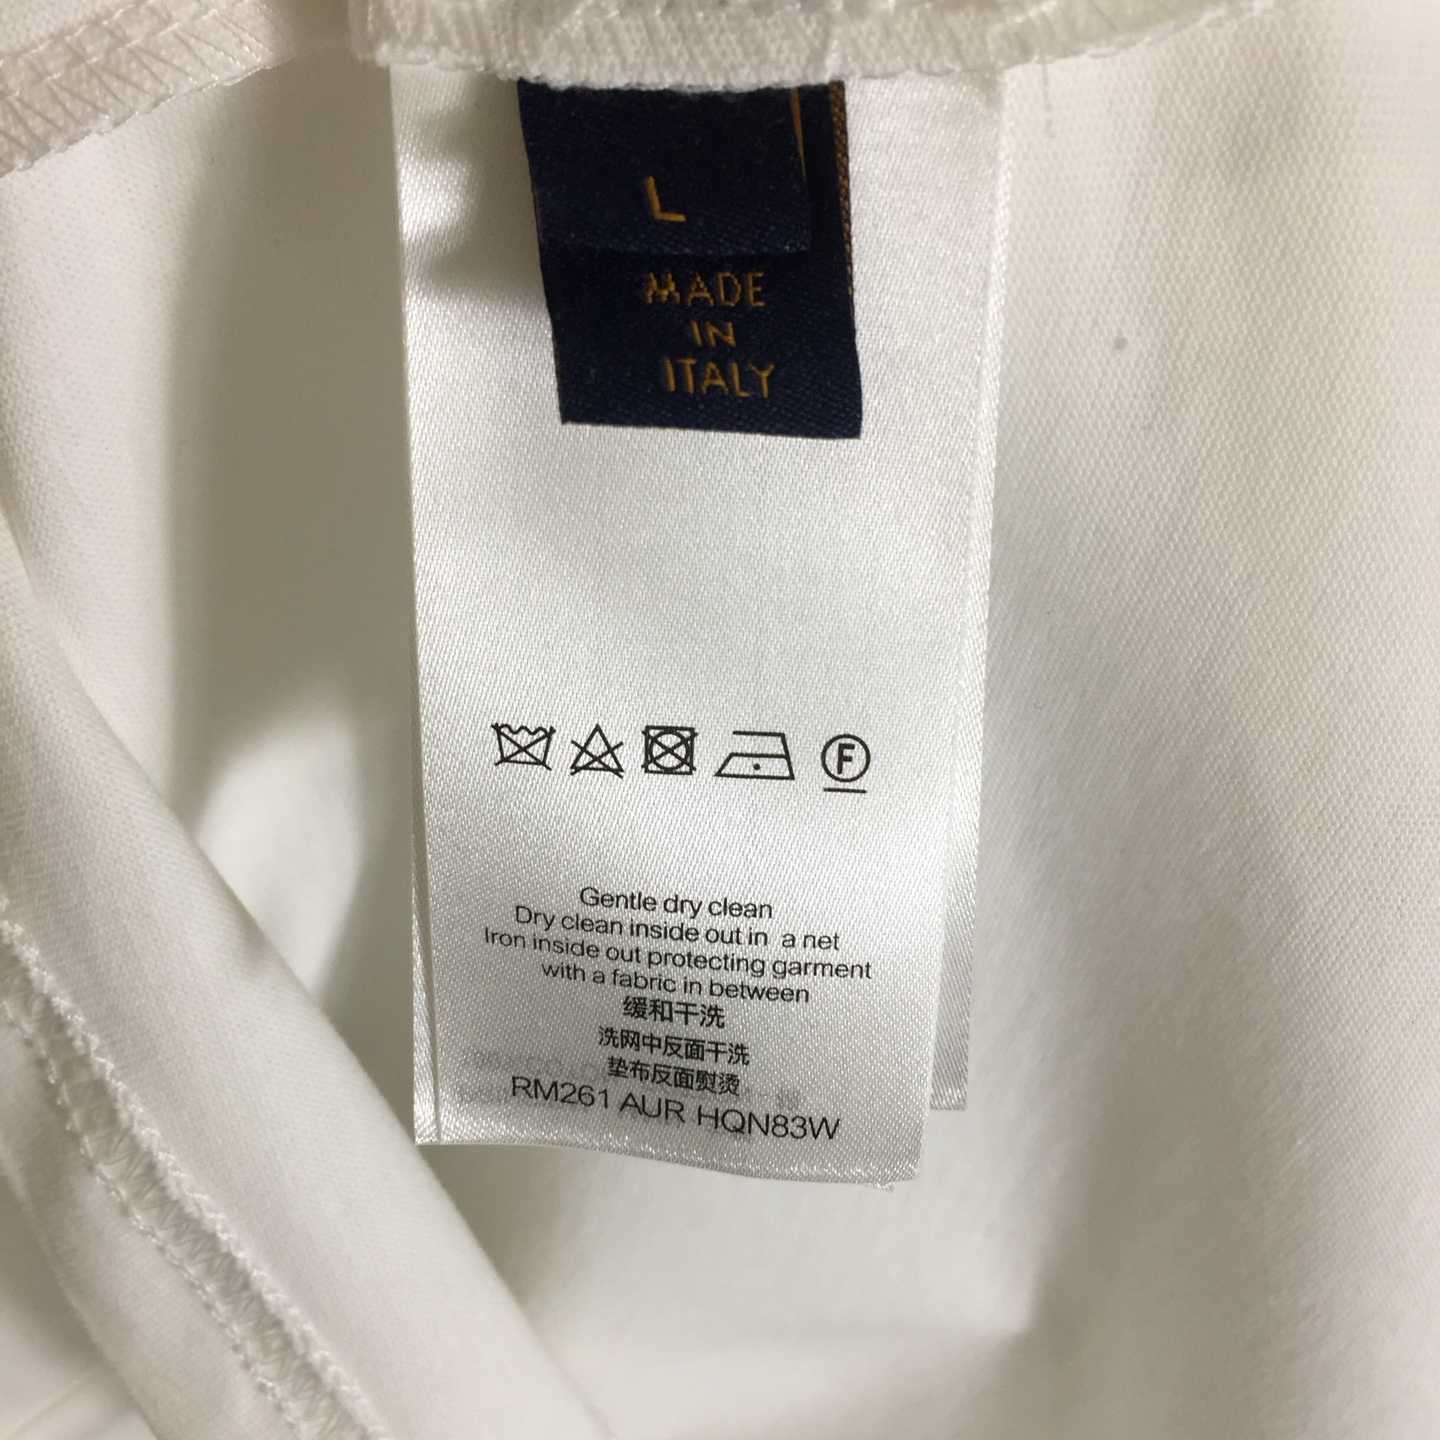 L
MADE
IN
ITALY
F
Gentle dry clean
Dry clean inside out in a net
Iron inside out protecting garment
with a fabric in between
缓和干洗
洗网中反面干洗
垫布反面熨烫
RM261 AUR HQN83W